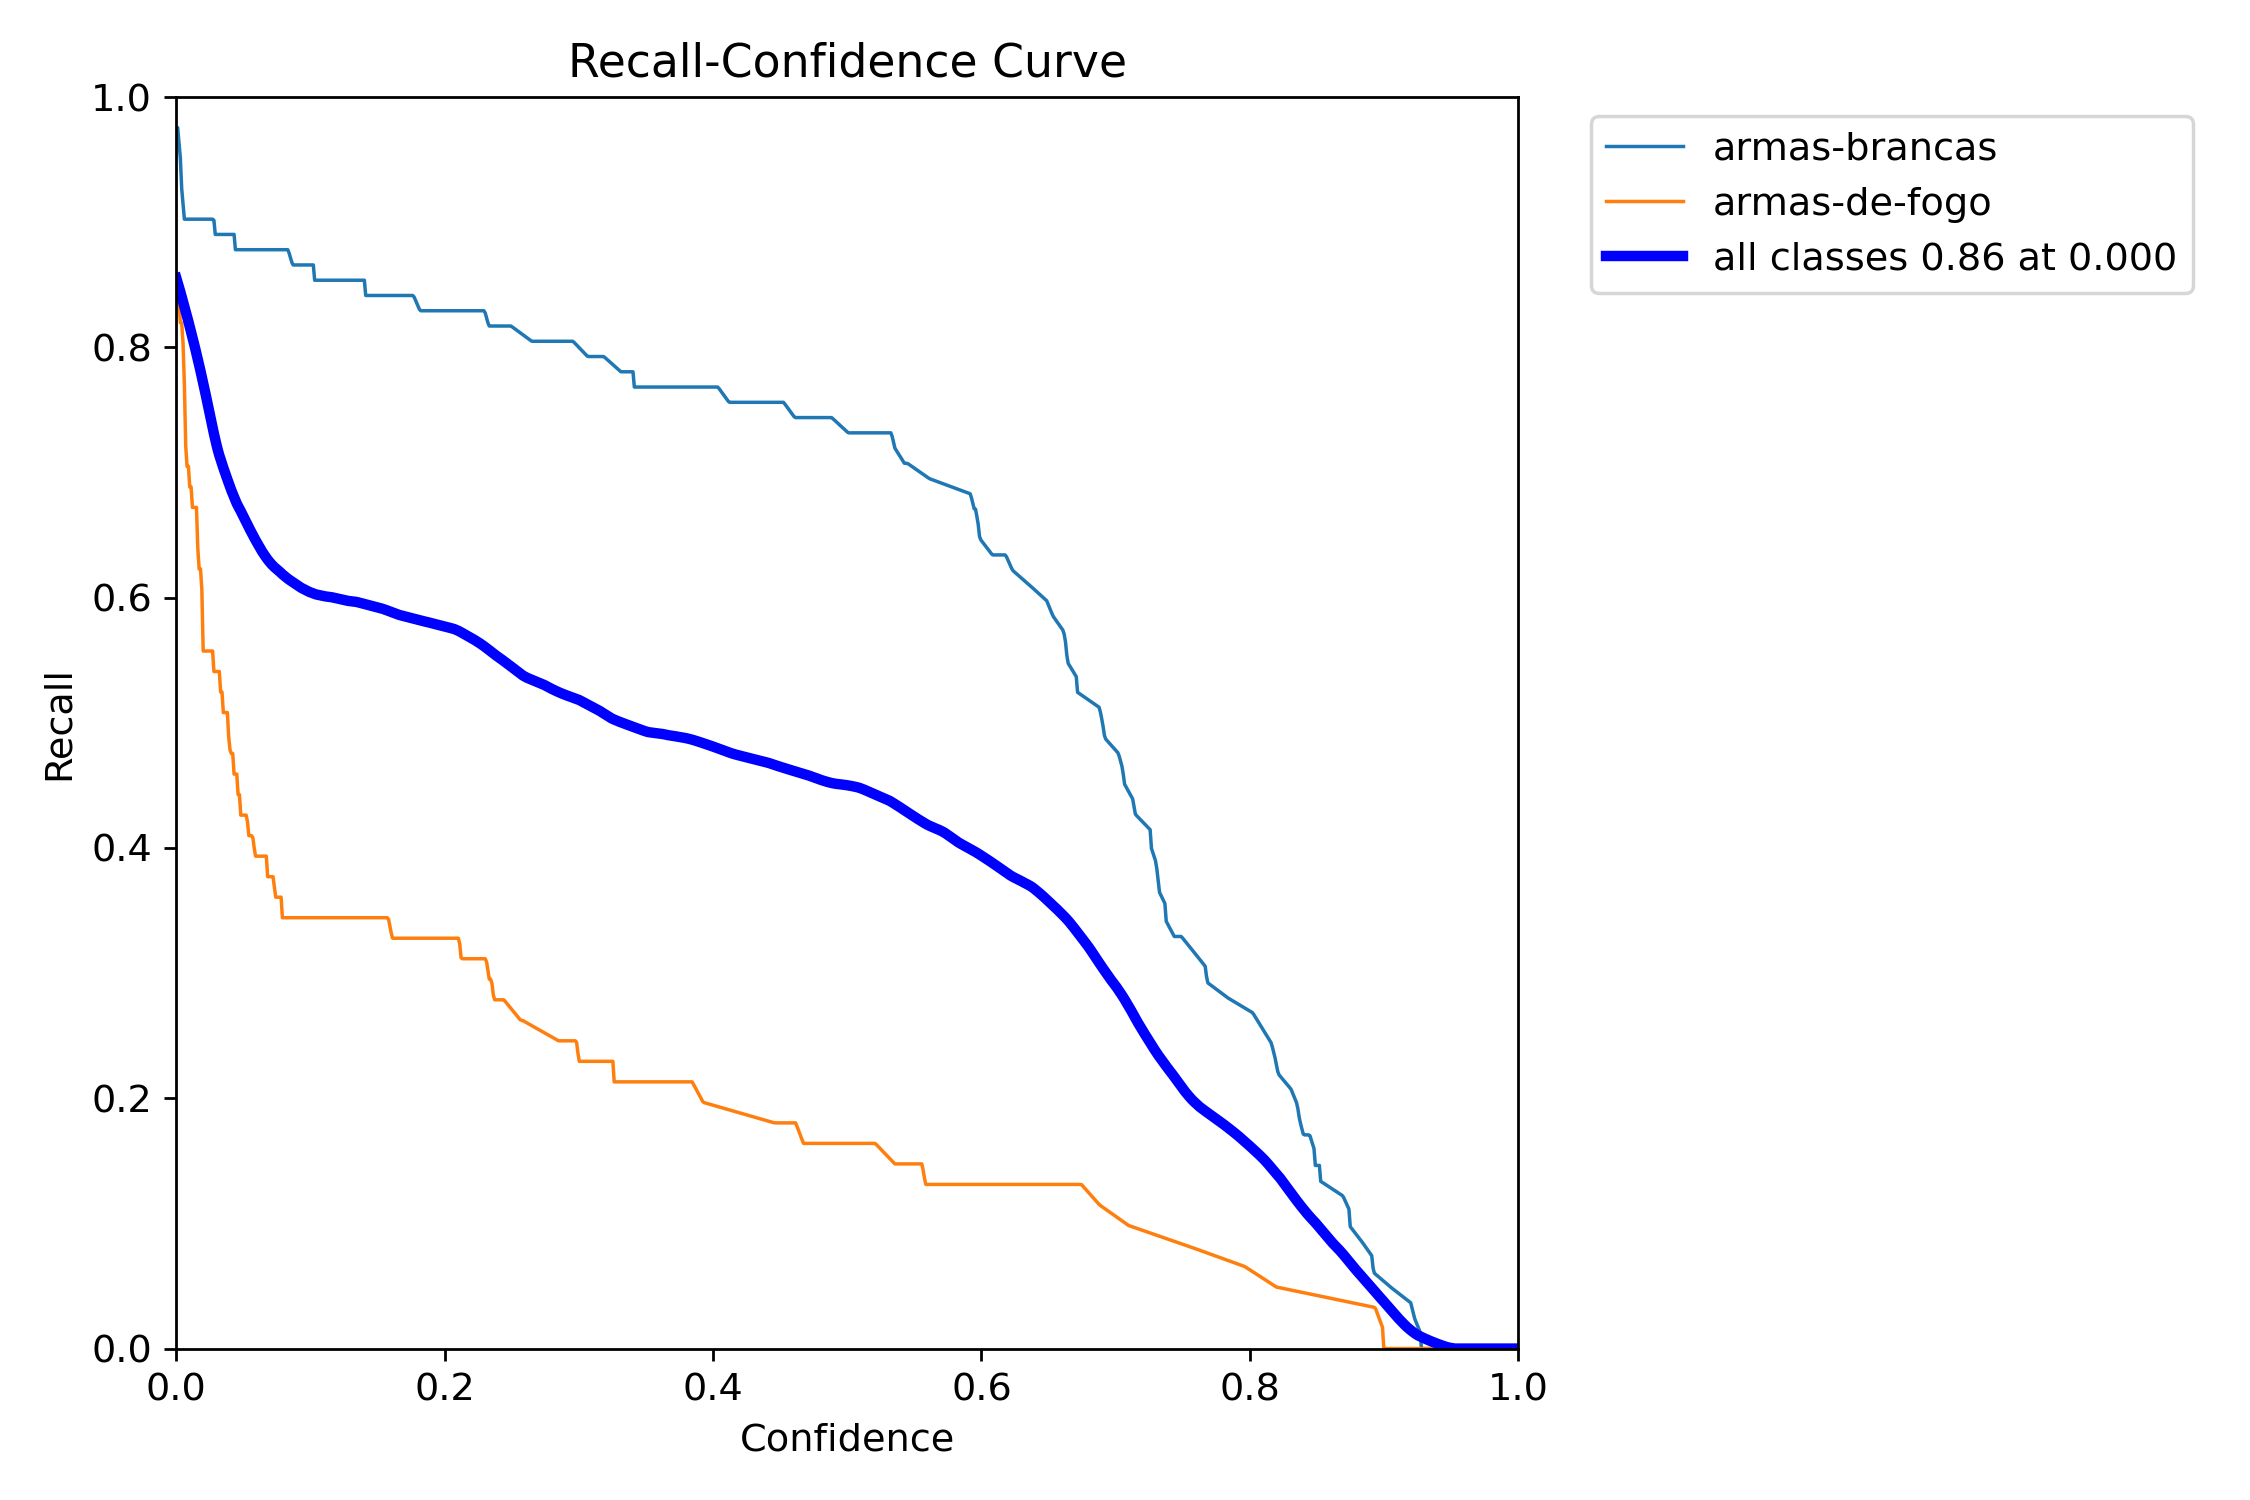 Recall-Confidence Curve
1.0
0.8
0.6
0.4
0.2
0.0
Recall
0.0 0.2 0.4 0.6 0.8 1.0
Confidence
armas-brancas
armas-de-fogo
all classes 0.86 at 0.000